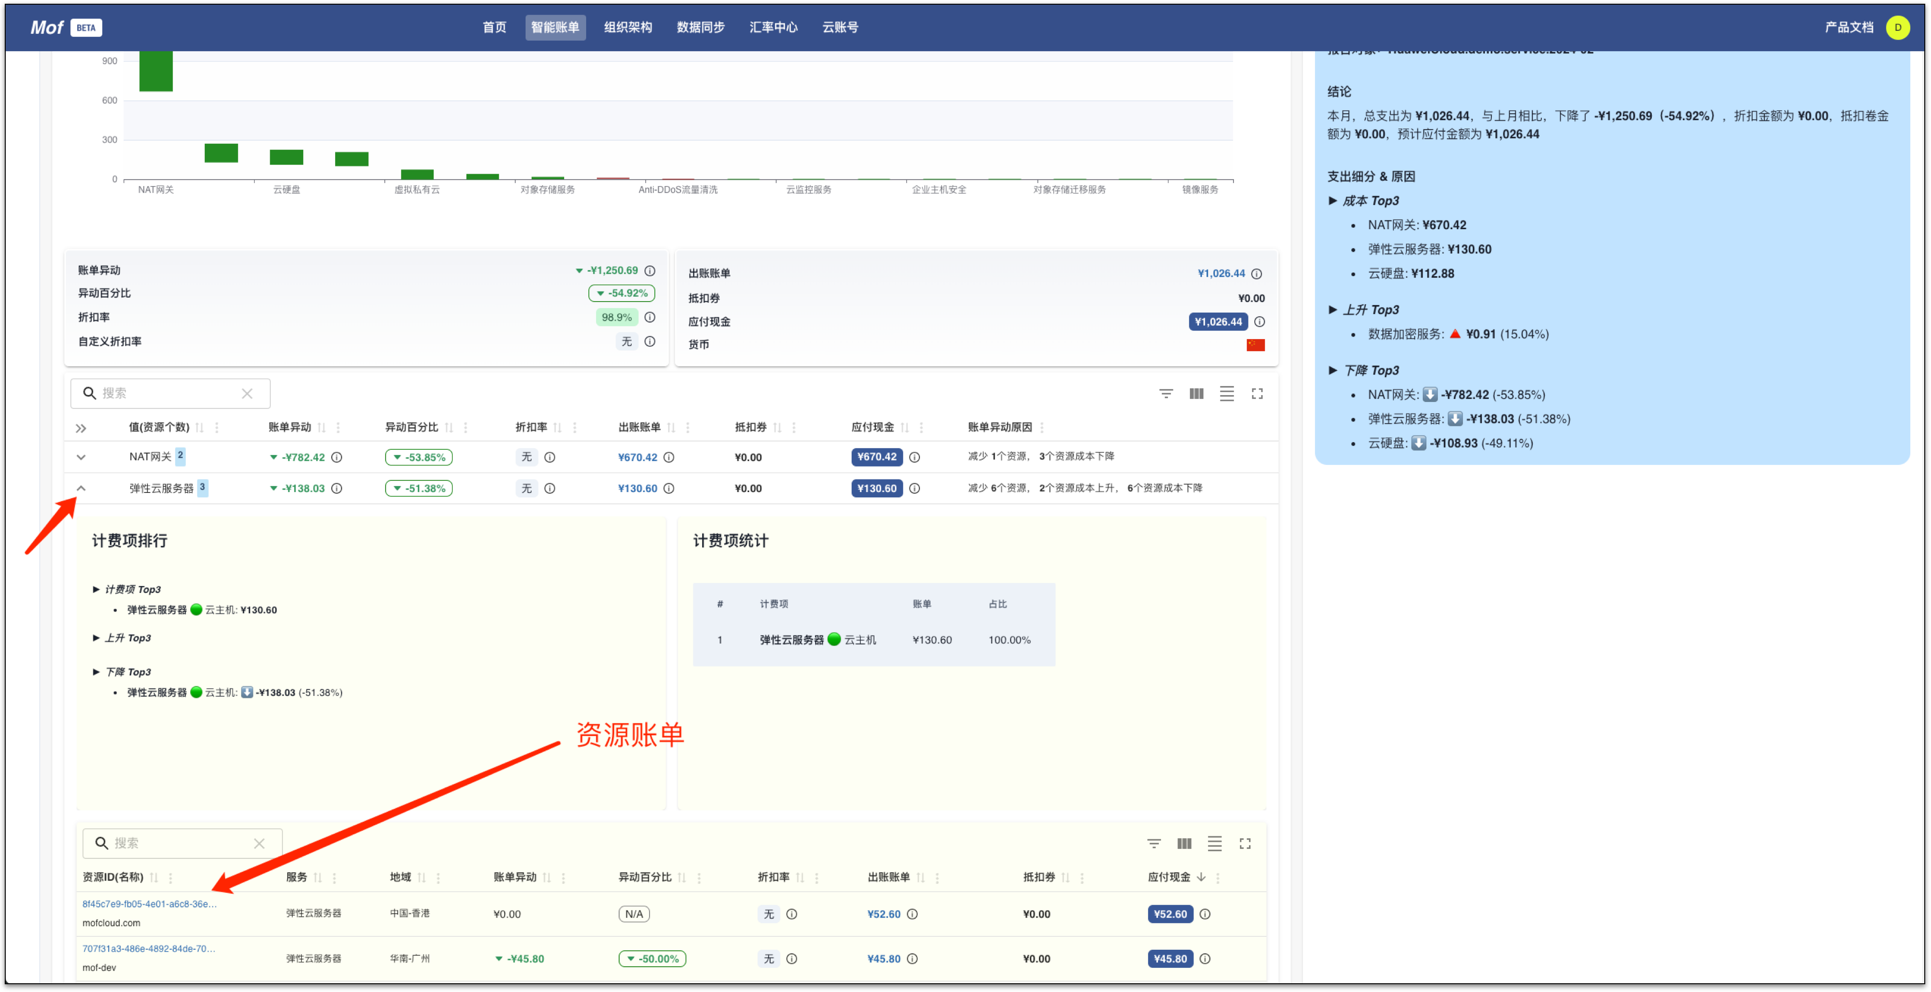 Mof BETA
首页 智能账单 组织架构 数据同步 汇率中心 云账号
产品文档 D
900
600
300
0
NAT网关 云硬盘 虚拟私有云 对象存储服务 Anti-DDoS流量清洗 云监控服务 企业主机安全 对象存储迁移服务 镜像服务
账单异动 -¥1,250.69
异动百分比 -54.92%
折扣率 98.9%
自定义折扣率 无
出账账单 ¥1,026.44
抵扣券 ¥0.00
应付现金 ¥1,026.44
货币
搜索
值(资源个数) 账单异动 异动百分比 折扣率 出账账单 抵扣券 应付现金 账单异动原因
NAT网关 2 -¥782.42 -53.85% 无 ¥670.42 ¥0.00 ¥670.42 减少 1个资源, 3个资源成本下降
弹性云服务器 3 -¥138.03 -51.38% 无 ¥130.60 ¥0.00 ¥130.60 减少 6个资源, 2个资源成本上升, 6个资源成本下降
计费项排行
▶ 计费项 Top3
• 弹性云服务器 云主机: ¥130.60
▶ 上升 Top3
▶ 下降 Top3
• 弹性云服务器 云主机: -¥138.03 (-51.38%)
计费项统计
# 计费项 账单 占比
1 弹性云服务器 云主机 ¥130.60 100.00%
资源账单
搜索
资源ID(名称) 服务 地域 账单异动 异动百分比 折扣率 出账账单 抵扣券 应付现金
8f45c7e9-fb05-4e01-a6c8-36e...
mofcloud.com
弹性云服务器 中国-香港 ¥0.00 N/A 无 ¥52.60 ¥0.00 ¥52.60
707f31a3-486e-4892-84de-70...
mof-dev
弹性云服务器 华南-广州 -¥45.80 -50.00% 无 ¥45.80 ¥0.00 ¥45.80
结论
本月，总支出为 ¥1,026.44，与上月相比，下降了 -¥1,250.69（-54.92%），折扣金额为 ¥0.00，抵扣卷金
额为 ¥0.00，预计应付金额为 ¥1,026.44
支出细分 & 原因
▶ 成本 Top3
• NAT网关: ¥670.42
• 弹性云服务器: ¥130.60
• 云硬盘: ¥112.88
▶ 上升 Top3
• 数据加密服务: ¥0.91 (15.04%)
▶ 下降 Top3
• NAT网关: -¥782.42 (-53.85%)
• 弹性云服务器: -¥138.03 (-51.38%)
• 云硬盘: -¥108.93 (-49.11%)